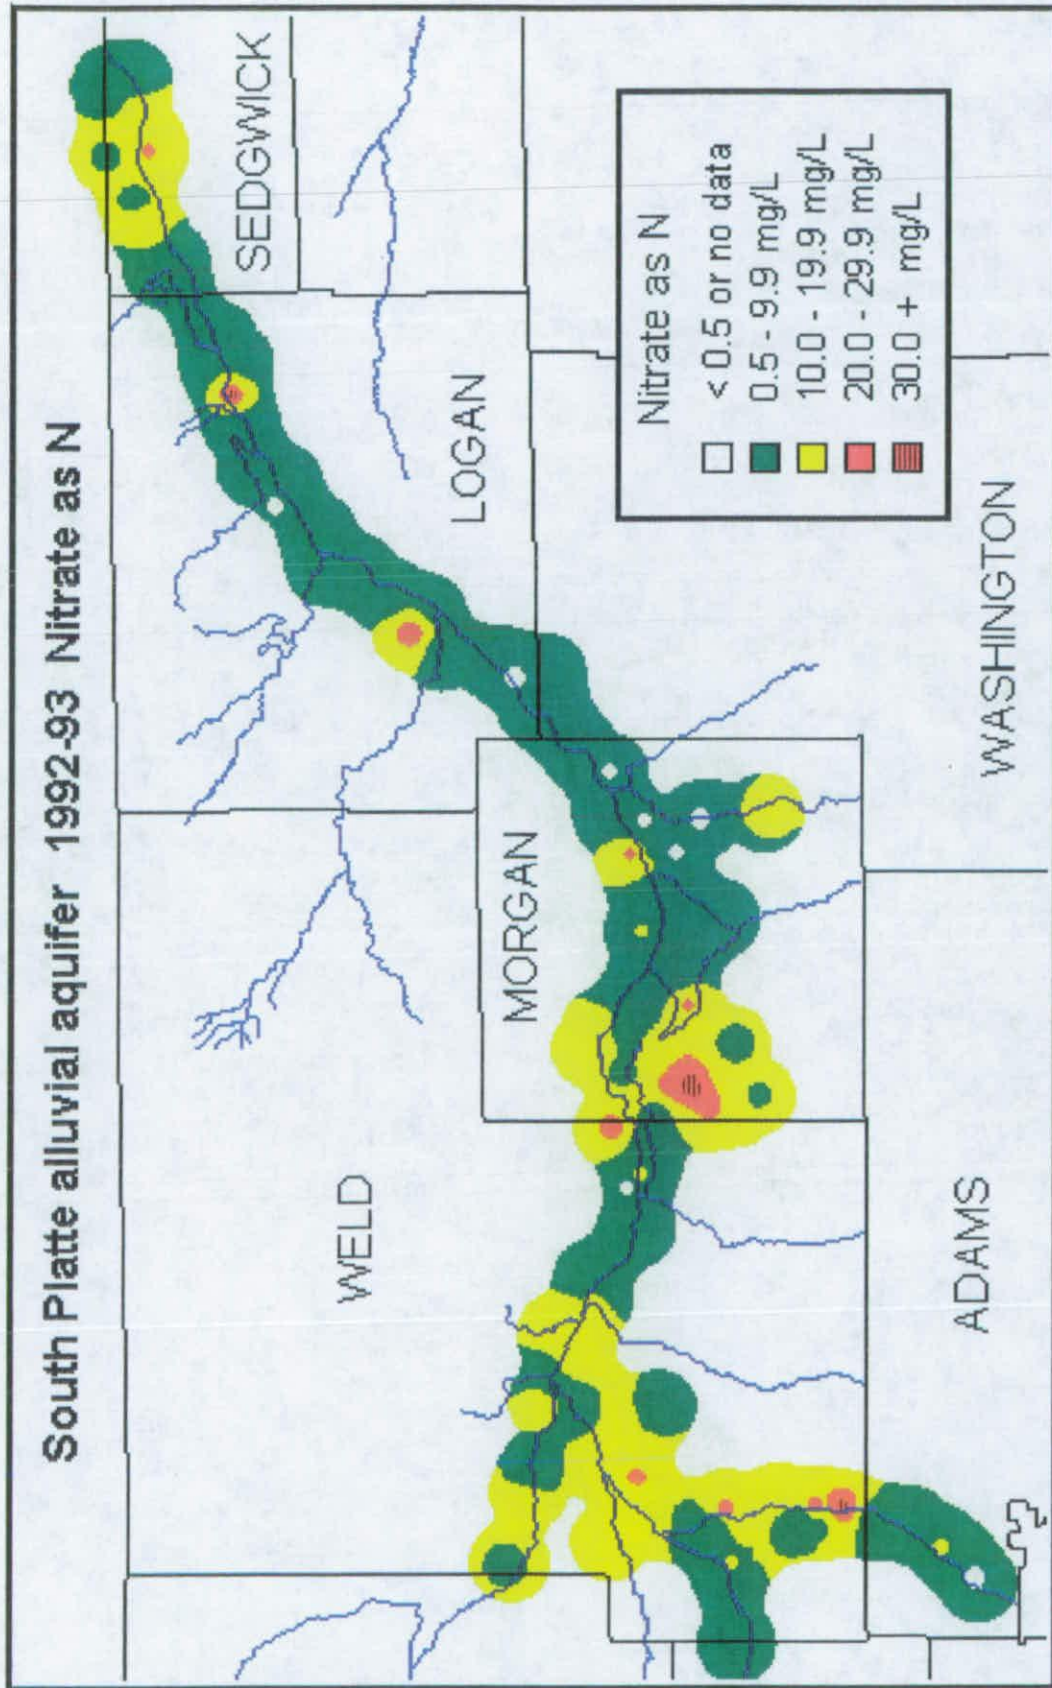 South Platte alluvial aquifer 1992-93 Nitrate as N
SEDGWICK
LOGAN
WELD
MORGAN
WASHINGTON
ADAMS
Nitrate as N
< 0.5 or no data
0.5 - 9.9 mg/L
10.0 - 19.9 mg/L
20.0 - 29.9 mg/L
30.0 + mg/L